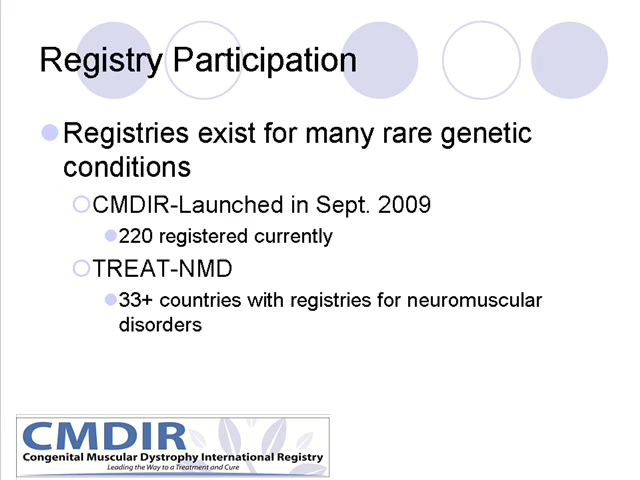 Registry Participation
Registries exist for many rare genetic
conditions
CMDIR-Launched in Sept. 2009
220 registered currently
TREAT-NMD
33+ countries with registries for neuromuscular
disorders
CMDIR
Congenital Muscular Dystrophy International Registry
Leading the Way to a Treatment and Cure